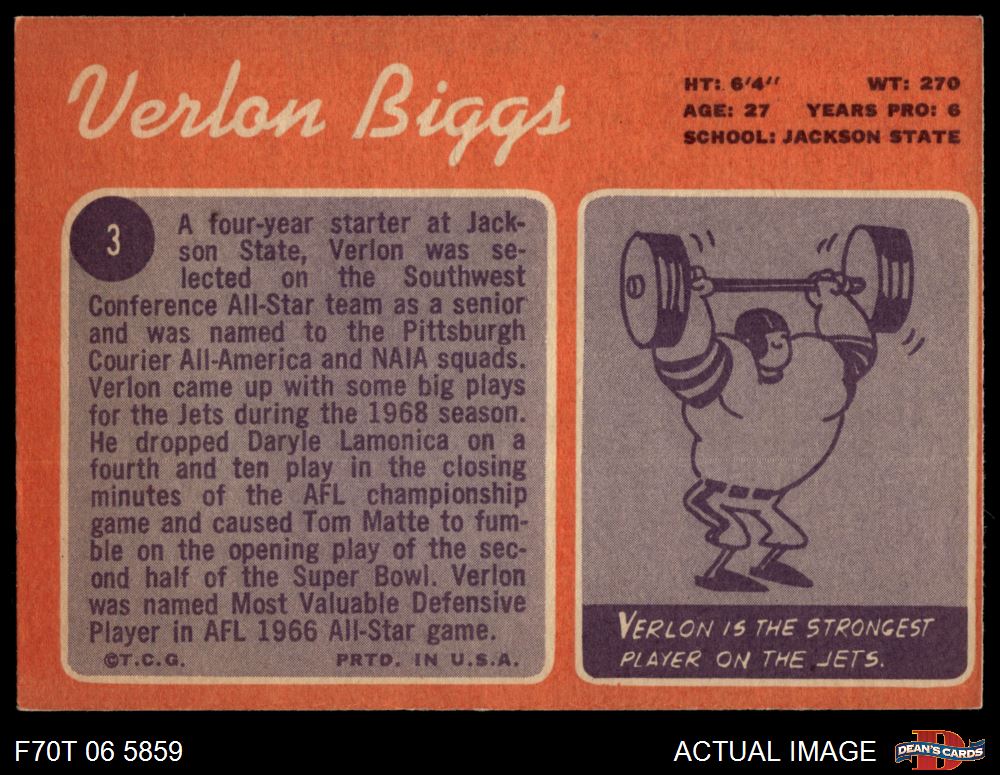 Verlon Biggs
HT: 6'4'' WT: 270
AGE: 27 YEARS PRO: 6
SCHOOL: JACKSON STATE
3
A four-year starter at Jack-
son State, Verlon was se-
lected on the Southwest
Conference All-Star team as a senior
and was named to the Pittsburgh
Courier All-America and NAIA squads.
Verlon came up with some big plays
for the Jets during the 1968 season.
He dropped Daryle Lamonica on a
fourth and ten play in the closing
minutes of the AFL championship
game and caused Tom Matte to fum-
ble on the opening play of the sec-
ond half of the Super Bowl. Verlon
was named Most Valuable Defensive
Player in AFL 1966 All-Star game.
©T.C.G. PRTD. IN U.S.A.
VERLON IS THE STRONGEST
PLAYER ON THE JETS.
F70T 06 5859
ACTUAL IMAGE
D
DEAN'S CARDS